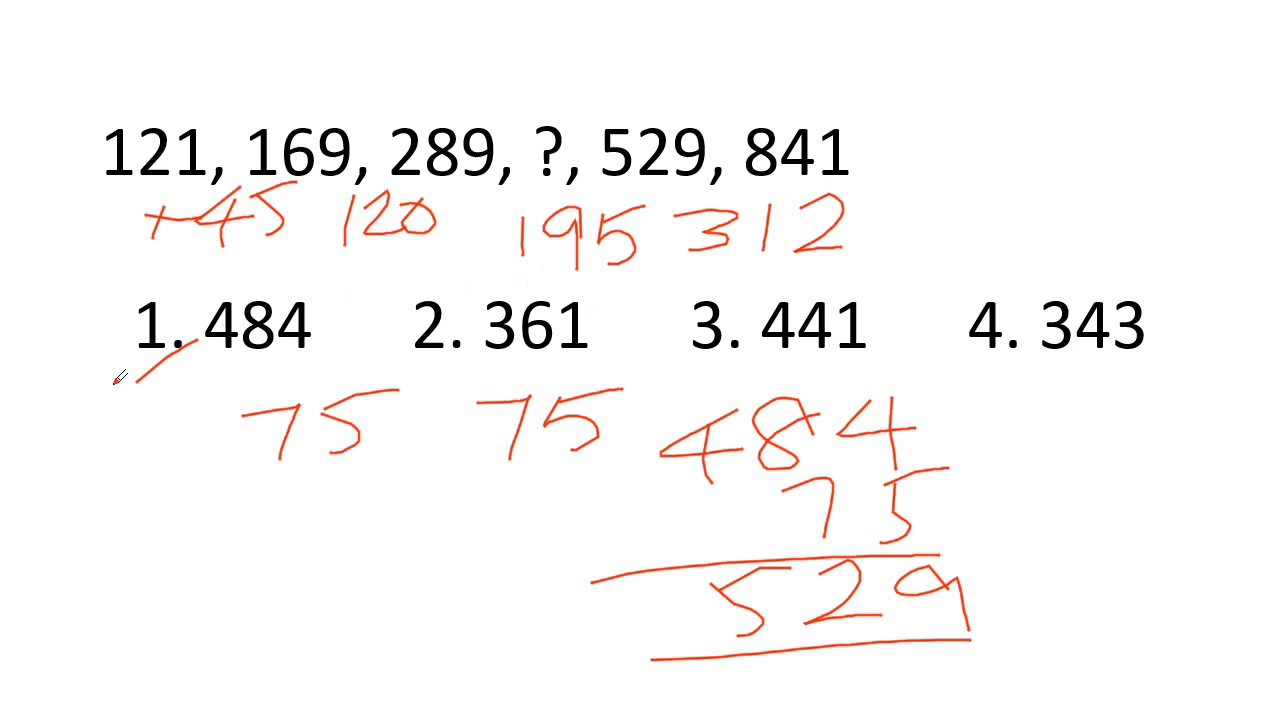 121, 169, 289, ?, 529, 841
+45 120 195 312
1. 484 2. 361 3. 441 4. 343
75 75 484
75
529